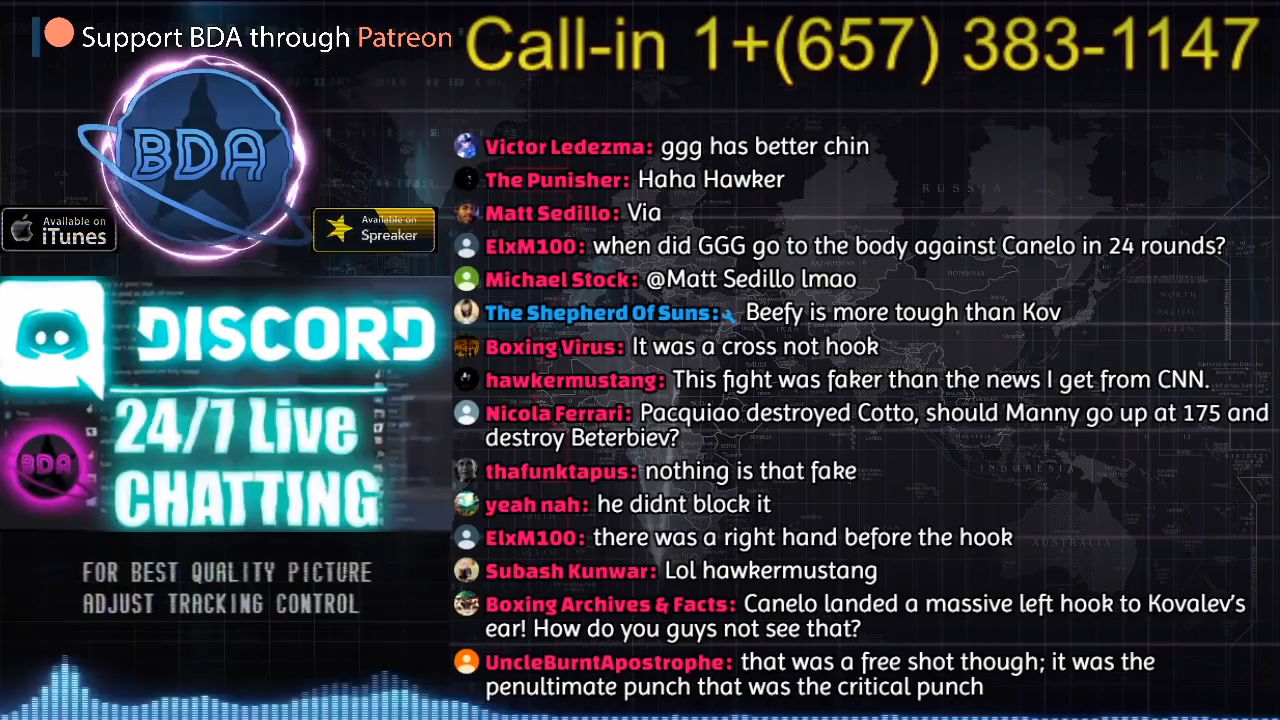 Support BDA through Patreon
Call-in 1+(657) 383-1147
BDA
Available on
iTunes
Available on
Spreaker
DISCORD
24/7 Live
CHATTING
BDA
FOR BEST QUALITY PICTURE
ADJUST TRACKING CONTROL
Victor Ledezma: ggg has better chin
The Punisher: Haha Hawker
Matt Sedillo: Via
ElxM100: when did GGG go to the body against Canelo in 24 rounds?
Michael Stock: @Matt Sedillo lmao
The Shepherd Of Suns: Beefy is more tough than Kov
Boxing Virus: It was a cross not hook
hawkermustang: This fight was faker than the news I get from CNN.
Nicola Ferrari: Pacquiao destroyed Cotto, should Manny go up at 175 and
destroy Beterbiev?
thafunktapus: nothing is that fake
yeah nah: he didnt block it
ElxM100: there was a right hand before the hook
Subash Kunwar: Lol hawkermustang
Boxing Archives & Facts: Canelo landed a massive left hook to Kovalev's
ear! How do you guys not see that?
UncleBurntApostrophe: that was a free shot though; it was the
penultimate punch that was the critical punch
RUSSIA
MONGOLIA
INDONESIA
AUSTRALIA